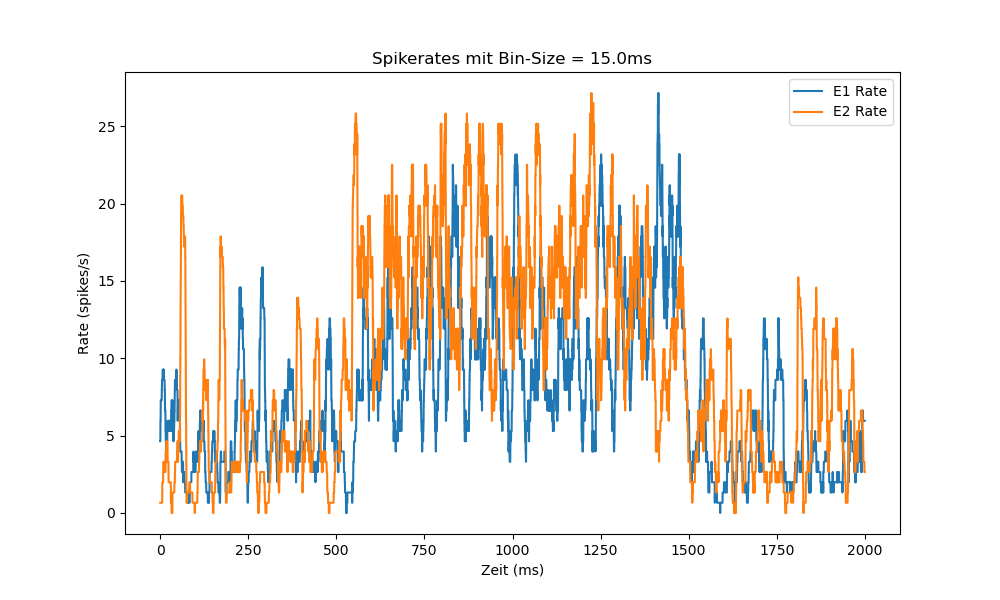 Spikerates mit Bin-Size = 15.0ms
E1 Rate
E2 Rate
25
20
15
10
5
0
Rate (spikes/s)
0 250 500 750 1000 1250 1500 1750 2000
Zeit (ms)